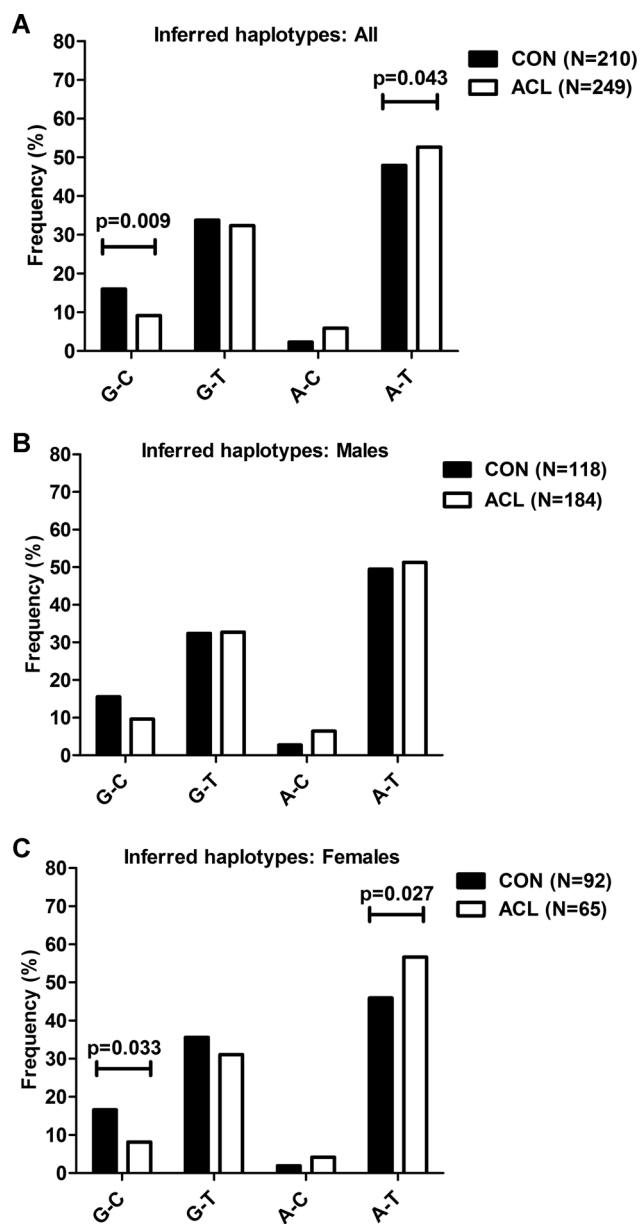 A
Inferred haplotypes: All
CON (N=210)
ACL (N=249)
p=0.043
p=0.009
Frequency (%)
80
70
60
50
40
30
20
10
0
G-C
G-T
A-C
A-T
B
Inferred haplotypes: Males
CON (N=118)
ACL (N=184)
Frequency (%)
80
70
60
50
40
30
20
10
0
G-C
G-T
A-C
A-T
C
Inferred haplotypes: Females
CON (N=92)
ACL (N=65)
p=0.027
p=0.033
Frequency (%)
80
70
60
50
40
30
20
10
0
G-C
G-T
A-C
A-T